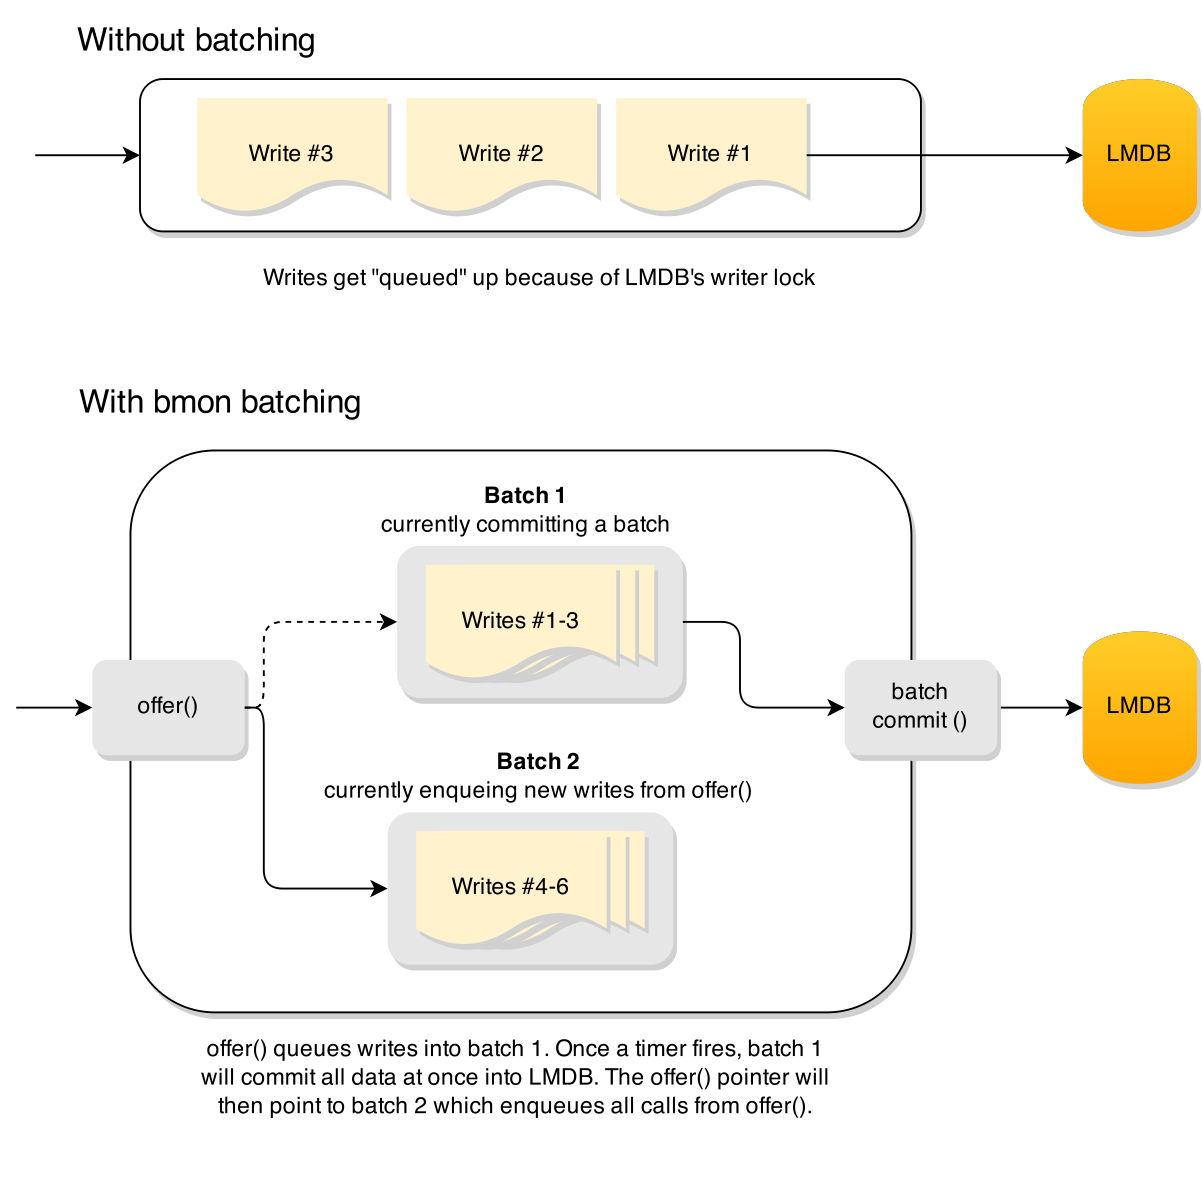 Without batching
Write #3
Write #2
Write #1
LMDB
Writes get "queued" up because of LMDB's writer lock
With bmon batching
Batch 1
currently committing a batch
Writes #1-3
offer()
batch
commit ()
LMDB
Batch 2
currently enqueing new writes from offer()
Writes #4-6
offer() queues writes into batch 1. Once a timer fires, batch 1
will commit all data at once into LMDB. The offer() pointer will
then point to batch 2 which enqueues all calls from offer().